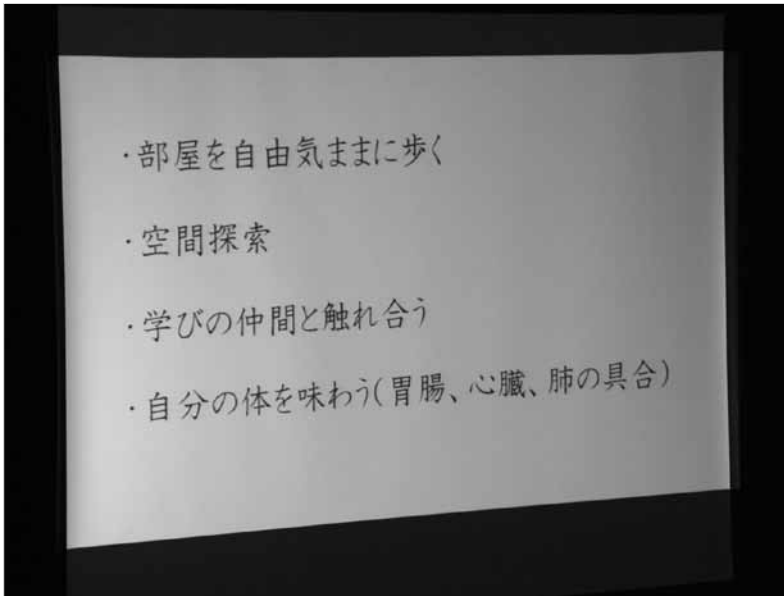 ・部屋を自由気ままに歩く
・空間探索
・学びの仲間と触れ合う
・自分の体を味わう(胃腸、心臓、肺の具合)